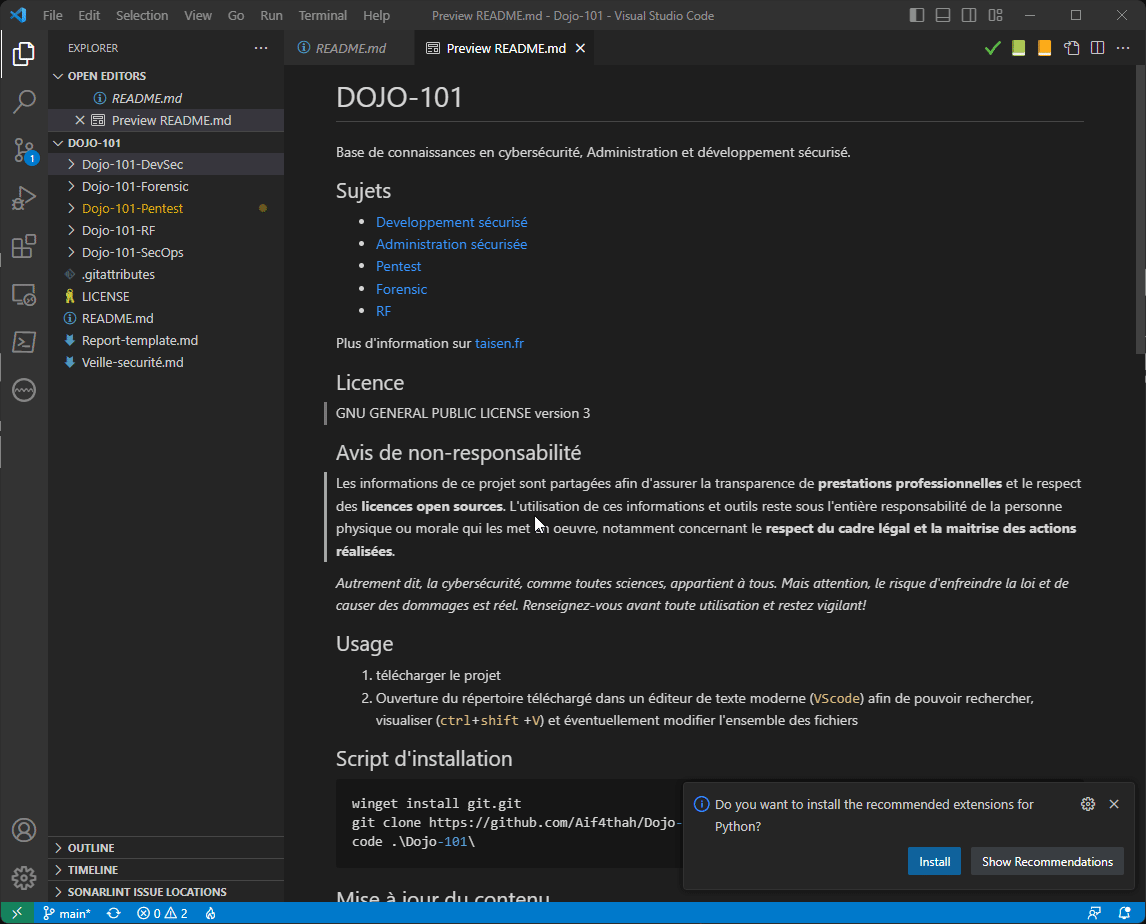 File Edit Selection View Go Run Terminal Help Preview README.md - Dojo-101 - Visual Studio Code
EXPLORER
OPEN EDITORS
README.md
Preview README.md
DOJO-101
Dojo-101-DevSec
Dojo-101-Forensic
Dojo-101-Pentest
Dojo-101-RF
Dojo-101-SecOps
.gitattributes
LICENSE
README.md
Report-template.md
Veille-securité.md
OUTLINE
TIMELINE
SONARLINT ISSUE LOCATIONS
1
README.md Preview README.md
DOJO-101
Base de connaissances en cybersécurité, Administration et développement sécurisé.
Sujets
• Developpement sécurisé
• Administration sécurisée
• Pentest
• Forensic
• RF
Plus d'information sur taisen.fr
Licence
GNU GENERAL PUBLIC LICENSE version 3
Avis de non-responsabilité
Les informations de ce projet sont partagées afin d'assurer la transparence de prestations professionnelles et le respect
des licences open sources. L'utilisation de ces informations et outils reste sous l'entière responsabilité de la personne
physique ou morale qui les met en oeuvre, notamment concernant le respect du cadre légal et la maitrise des actions
réalisées.
Autrement dit, la cybersécurité, comme toutes sciences, appartient à tous. Mais attention, le risque d'enfreindre la loi et de
causer des dommages est réel. Renseignez-vous avant toute utilisation et restez vigilant!
Usage
1. télécharger le projet
2. Ouverture du répertoire téléchargé dans un éditeur de texte moderne (VScode) afin de pouvoir rechercher,
visualiser (ctrl+shift +V) et éventuellement modifier l'ensemble des fichiers
Script d'installation
winget install git.git
git clone https://github.com/Aif4thah/Dojo-
code .\Dojo-101\
Mise à jour du contenu
Do you want to install the recommended extensions for
Python?
Install Show Recommendations
main* 0 2